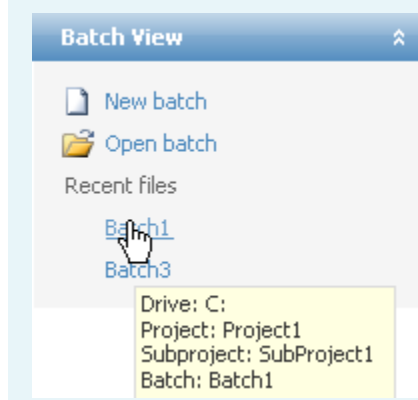 Batch View
New batch
Open batch
Recent files
Batch1
Batch3
Drive: C:
Project: Project1
Subproject: SubProject1
Batch: Batch1